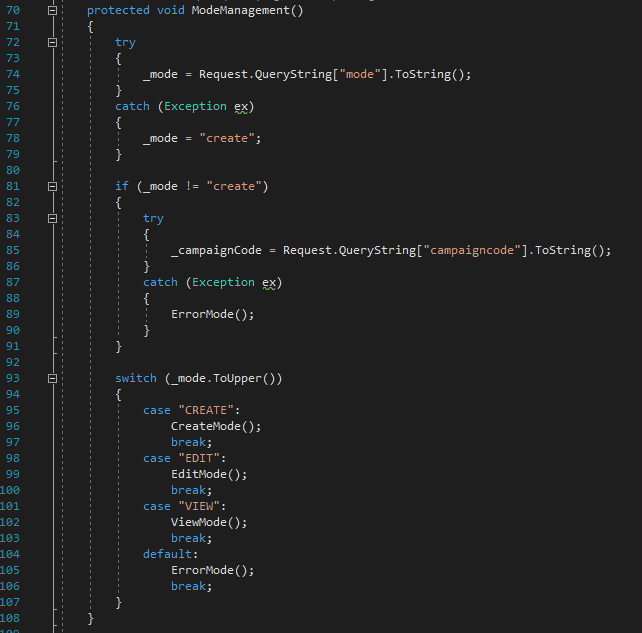 70 protected void ModeManagement()
71 {
72 try
73 {
74 _mode = Request.QueryString["mode"].ToString();
75 }
76 catch (Exception ex)
77 {
78 _mode = "create";
79 }
80
81 if (_mode != "create")
82 {
83 try
84 {
85 _campaignCode = Request.QueryString["campaigncode"].ToString();
86 }
87 catch (Exception ex)
88 {
89 ErrorMode();
90 }
91 }
92
93 switch (_mode.ToUpper())
94 {
95 case "CREATE":
96 CreateMode();
97 break;
98 case "EDIT":
99 EditMode();
100 break;
101 case "VIEW":
102 ViewMode();
103 break;
104 default:
105 ErrorMode();
106 break;
107 }
108 }